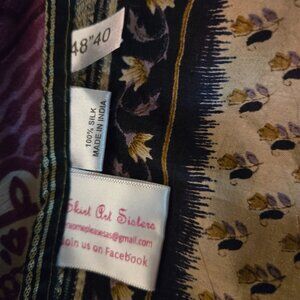 48"40
100% SILK
MADE IN INDIA
Skirt Art Sisters
Join us on Facebook